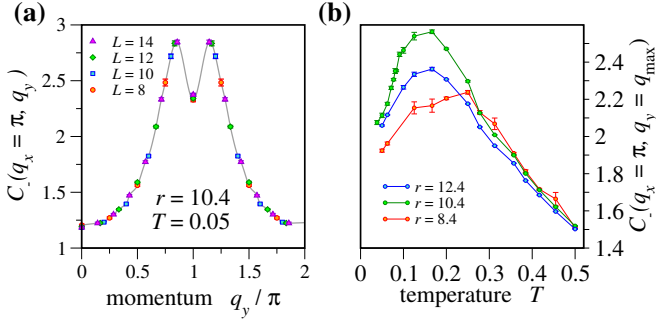 (a)
C_-(q_x = π, q_y)
3
2.5
2
1.5
1
L = 14
L = 12
L = 10
L = 8
r = 10.4
T = 0.05
0
0.5
1
1.5
2
momentum q_y / π
(b)
r = 12.4
r = 10.4
r = 8.4
0
0.1
0.2
0.3
0.4
0.5
temperature T
2.4
2.2
2
1.8
1.6
1.4
C_-(q_x = π, q_y = q_max)